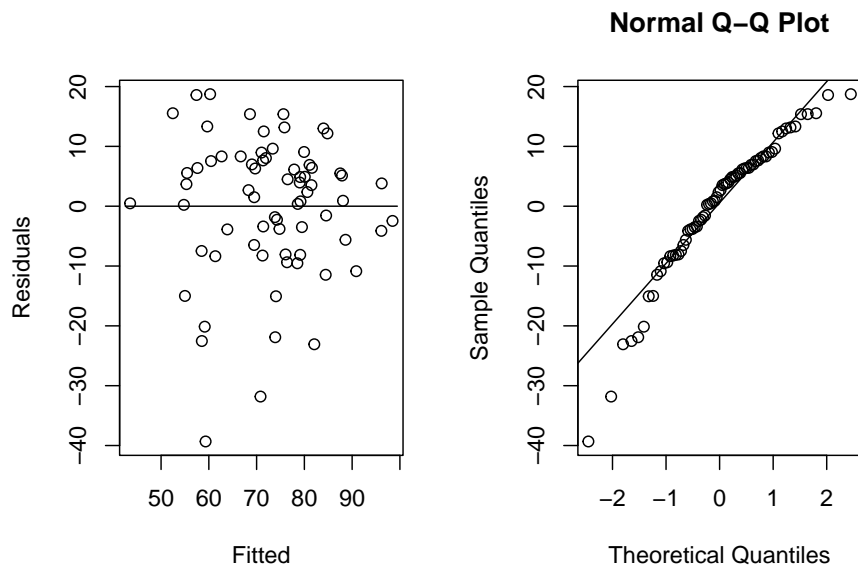 Normal Q−Q Plot
Residuals
20
10
0
−10
−20
−30
−40
50 60 70 80 90
Fitted
Sample Quantiles
20
10
0
−10
−20
−30
−40
−2 −1 0 1 2
Theoretical Quantiles